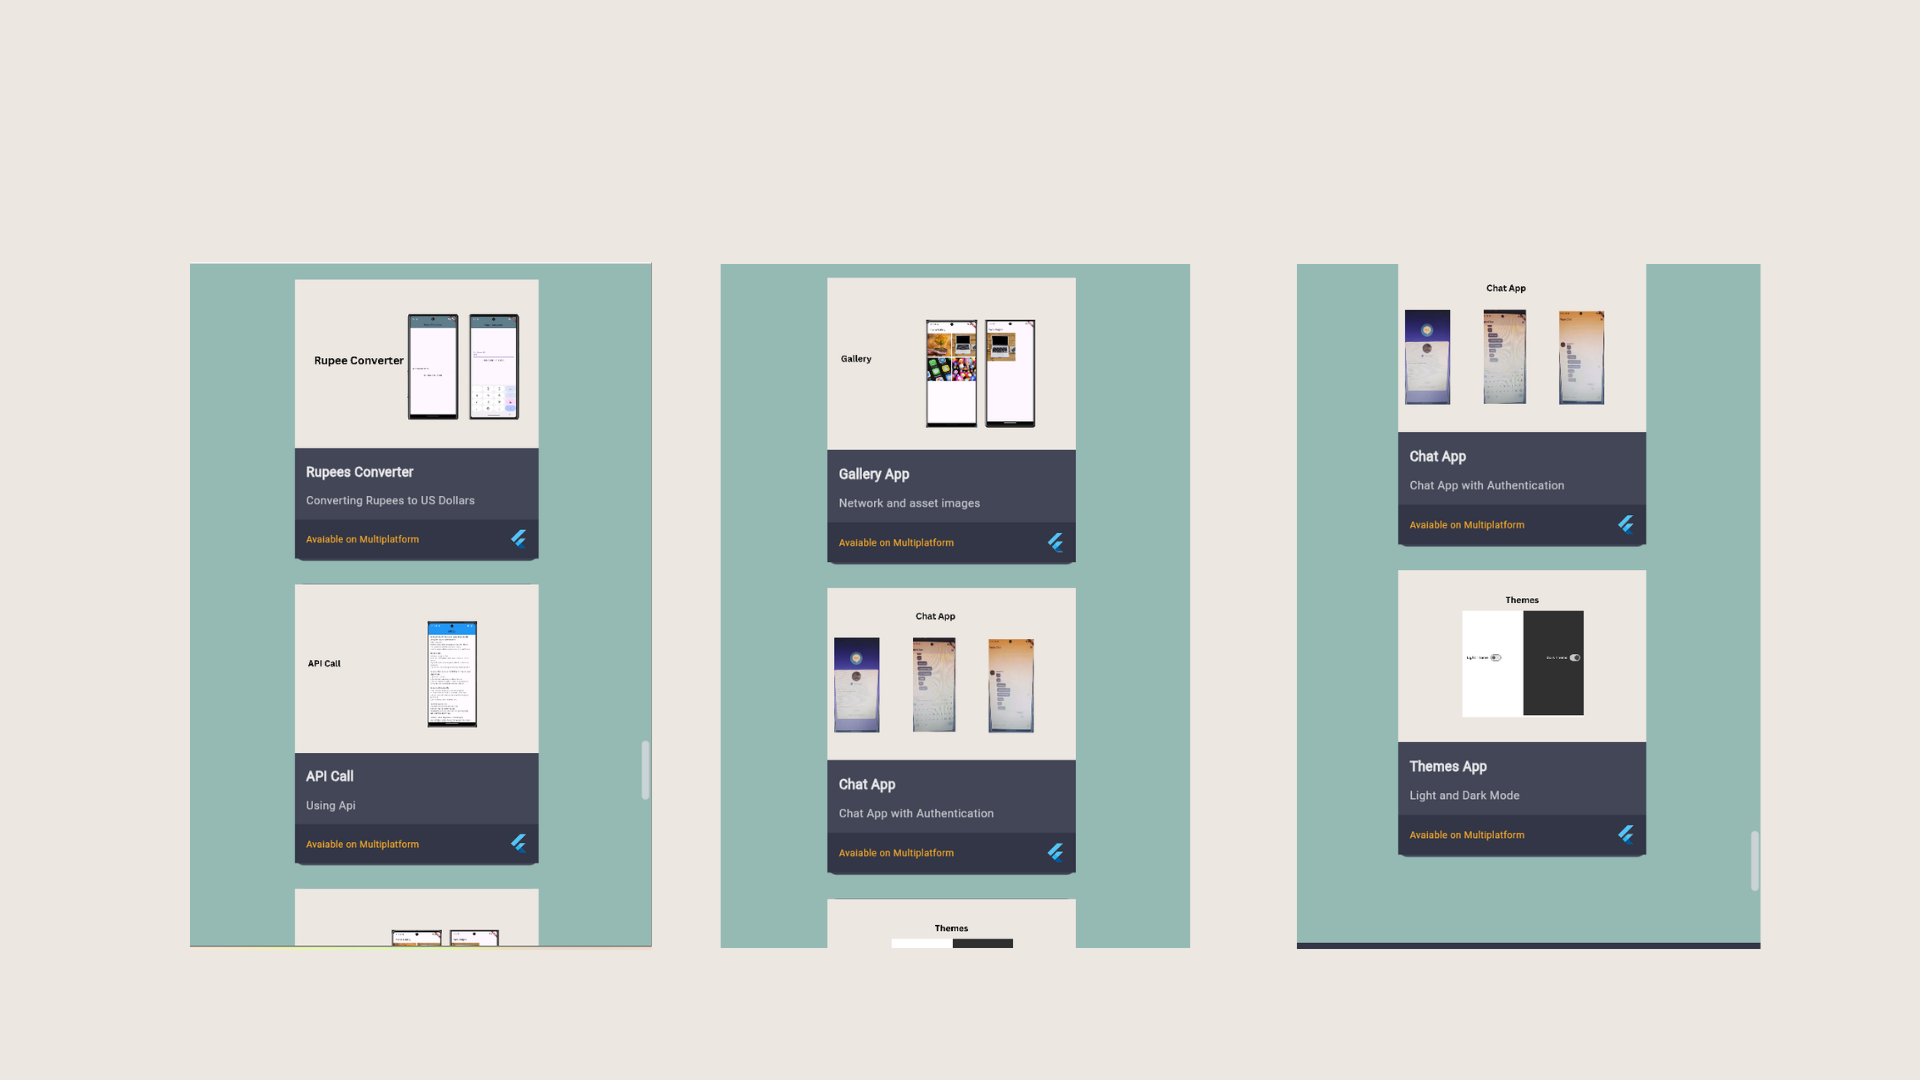 Rupee Converter
Rupees Converter
Converting Rupees to US Dollars
Avaiable on Multiplatform
API Call
API Call
Using Api
Avaiable on Multiplatform
Gallery
Gallery App
Network and asset images
Avaiable on Multiplatform
Chat App
Chat App
Chat App with Authentication
Avaiable on Multiplatform
Themes
Chat App
Chat App
Chat App with Authentication
Avaiable on Multiplatform
Themes
Themes App
Light and Dark Mode
Avaiable on Multiplatform